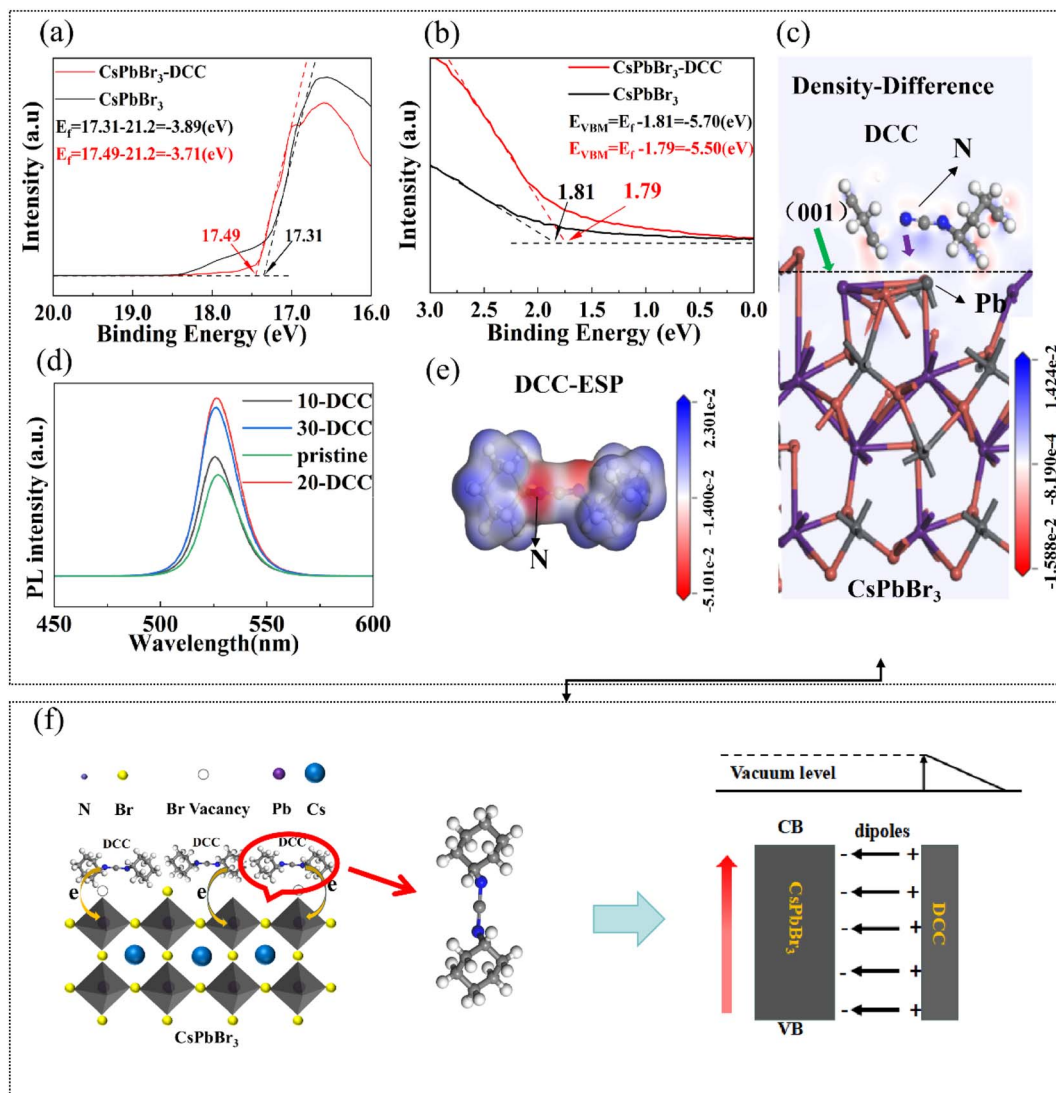 (a)
CsPbBr₃-DCC
CsPbBr₃
E_f=17.31-21.2=-3.89(eV)
E_f=17.49-21.2=-3.71(eV)
17.49
17.31
Intensity (a.u)
20.0 19.0 18.0 17.0 16.0
Binding Energy (eV)
(b)
CsPbBr₃-DCC
CsPbBr₃
E_VBM=E_f -1.81=-5.70(eV)
E_VBM=E_f -1.79=-5.50(eV)
1.81
1.79
Intensity (a.u)
3.0 2.5 2.0 1.5 1.0 0.5 0.0
Binding Energy (eV)
(c)
Density-Difference
DCC
N
(001)
Pb
CsPbBr₃
1.424e-2
-8.190e-4
-1.588e-2
(d)
10-DCC
30-DCC
pristine
20-DCC
PL intensity (a.u.)
450 500 550 600
Wavelength(nm)
(e)
DCC-ESP
N
2.301e-2
-1.400e-2
-5.101e-2
(f)
N Br Br Vacancy Pb Cs
DCC DCC DCC
e e e
CsPbBr₃
Vacuum level
CB
dipoles
CsPbBr₃
DCC
- +
- +
- +
- +
- +
VB